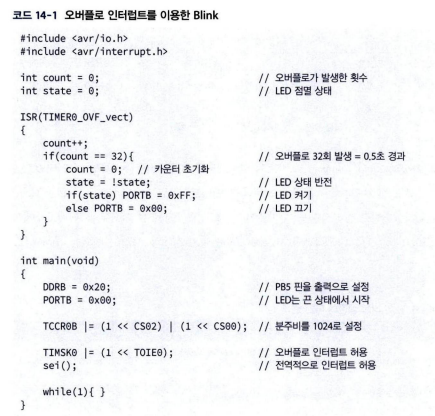 코드 14-1 오버플로 인터럽트를 이용한 Blink
#include <avr/io.h>
#include <avr/interrupt.h>
int count = 0; // 오버플로가 발생한 횟수
int state = 0; // LED 점멸 상태
ISR(TIMER0_OVF_vect)
{
count++;
if(count == 32){ // 오버플로 32회 발생 = 0.5초 경과
count = 0; // 카운터 초기화
state = !state; // LED 상태 반전
if(state) PORTB = 0xFF; // LED 켜기
else PORTB = 0x00; // LED 끄기
}
}
int main(void)
{
DDRB = 0x20; // PB5 핀을 출력으로 설정
PORTB = 0x00; // LED는 끈 상태에서 시작
TCCR0B |= (1 << CS02) | (1 << CS00); // 분주비를 1024로 설정
TIMSK0 |= (1 << TOIE0); // 오버플로 인터럽트 허용
sei(); // 전역적으로 인터럽트 허용
while(1){ }
}